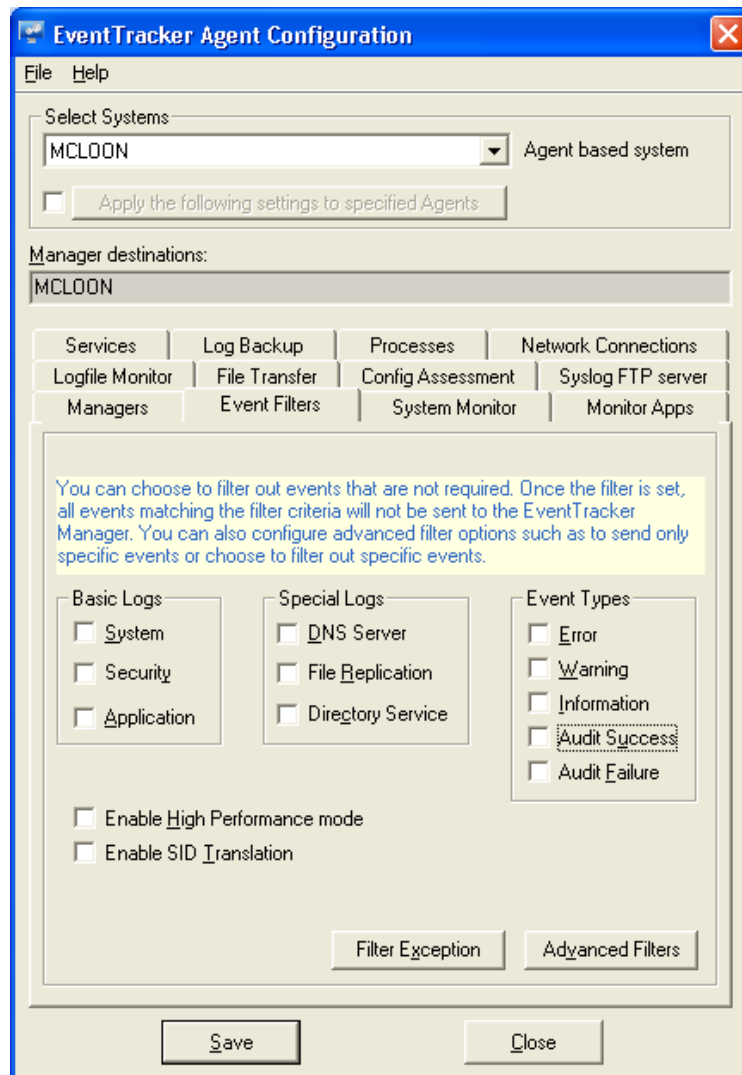 EventTracker Agent Configuration
File Help
Select Systems
MCLOON Agent based system
Apply the following settings to specified Agents
Manager destinations:
MCLOON
Services Log Backup Processes Network Connections
Logfile Monitor File Transfer Config Assessment Syslog FTP server
Managers Event Filters System Monitor Monitor Apps
You can choose to filter out events that are not required. Once the filter is set,
all events matching the filter criteria will not be sent to the EventTracker
Manager. You can also configure advanced filter options such as to send only
specific events or choose to filter out specific events.
Basic Logs
System
Security
Application
Special Logs
DNS Server
File Replication
Directory Service
Event Types
Error
Warning
Information
Audit Success
Audit Failure
Enable High Performance mode
Enable SID Translation
Filter Exception Advanced Filters
Save Close